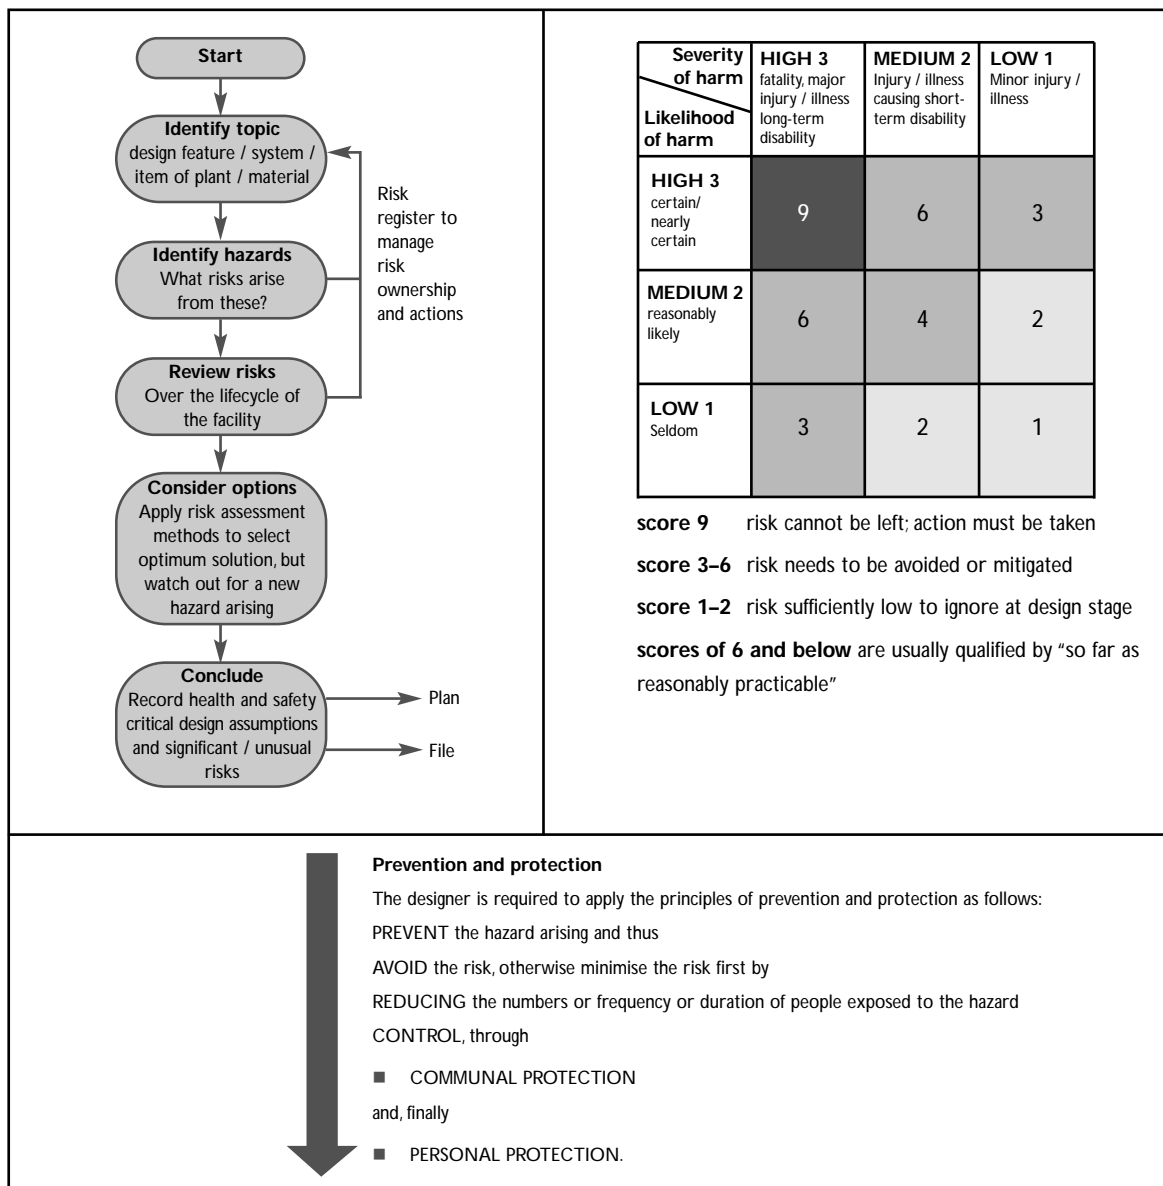 Start
Identify topic
design feature / system /
item of plant / material
Identify hazards
What risks arise
from these?
Review risks
Over the lifecycle of
the facility
Consider options
Apply risk assessment
methods to select
optimum solution, but
watch out for a new
hazard arising
Conclude
Record health and safety
critical design assumptions
and significant / unusual
risks
Risk
register to
manage
risk
ownership
and actions
Plan
File
Severity
of harm
Likelihood
of harm
HIGH 3
fatality, major
injury / illness
long-term
disability
MEDIUM 2
Injury / illness
causing short-
term disability
LOW 1
Minor injury /
illness
HIGH 3
certain/
nearly
certain
9
6
3
MEDIUM 2
reasonably
likely
6
4
2
LOW 1
Seldom
3
2
1
score 9 risk cannot be left; action must be taken
score 3–6 risk needs to be avoided or mitigated
score 1–2 risk sufficiently low to ignore at design stage
scores of 6 and below are usually qualified by “so far as
reasonably practicable”
Prevention and protection
The designer is required to apply the principles of prevention and protection as follows:
PREVENT the hazard arising and thus
AVOID the risk, otherwise minimise the risk first by
REDUCING the numbers or frequency or duration of people exposed to the hazard
CONTROL, through
■ COMMUNAL PROTECTION
and, finally
■ PERSONAL PROTECTION.